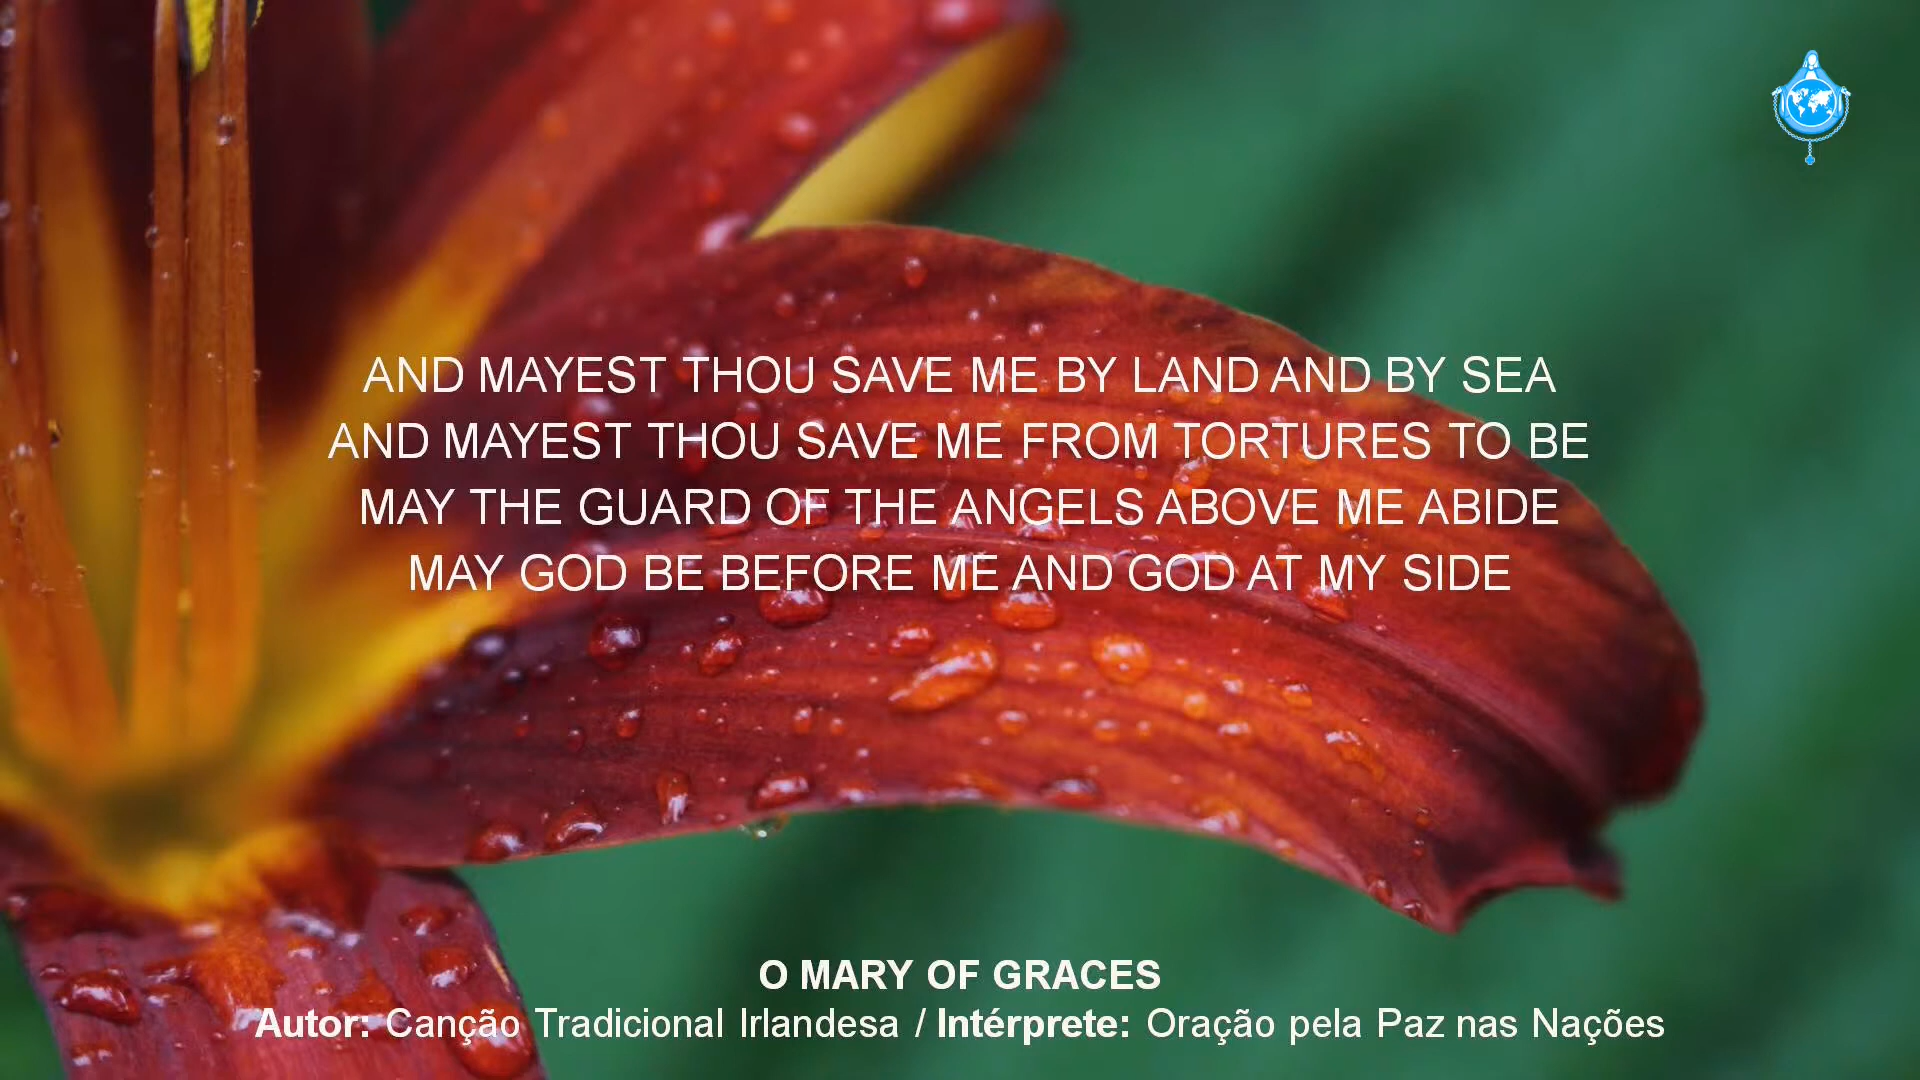 AND MAYEST THOU SAVE ME BY LAND AND BY SEA
AND MAYEST THOU SAVE ME FROM TORTURES TO BE
MAY THE GUARD OF THE ANGELS ABOVE ME ABIDE
MAY GOD BE BEFORE ME AND GOD AT MY SIDE
O MARY OF GRACES
Autor: Canção Tradicional Irlandesa / Intérprete: Oração pela Paz nas Nações